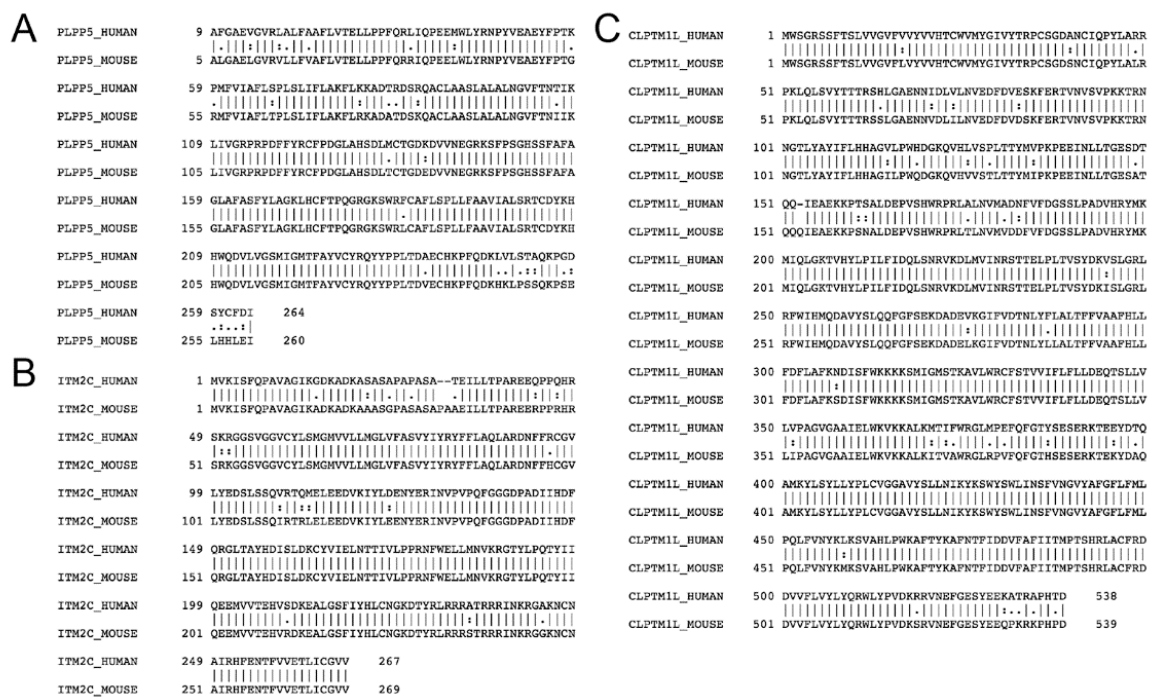 A
PLPP5_HUMAN 9 AFGAEVGVRLALFAAFLVTELLPPFQRLIQPEEMWLYRNPYVEAEYFPTK
PLPP5_MOUSE 5 ALGAELGVRVLLFVAFLVTELLPPFQRRIQPEELWLYRNPYVEAEYFPTG
PLPP5_HUMAN 59 PMFVIAFLSPLSLIFLAKFLKKADTRDSRQACLAASLALALNGVFTNTIK
PLPP5_MOUSE 55 RMFVIAFLTPLSLIFLAKFLRKADATDSKQACLAASLALALNGVFTNIIK
PLPP5_HUMAN 109 LIVGRPRPDFFYRCFPDGLAHSDLMCTGDKDVVNEGRKSFPSGHSSFAFA
PLPP5_MOUSE 105 LIVGRPRPDFFYRCFPDGLAHSDLTCTGDEDVVNEGRKSFPSGHSSFAFA
PLPP5_HUMAN 159 GLAFASFYLAGKLHCFTPQGRGKSWRFCAFLSPLLFAAVIALSRTCDYKH
PLPP5_MOUSE 155 GLAFASFYLAGKLHCFTPQGRGKSWRLCAFLSPLLFAAVIALSRTCDYKH
PLPP5_HUMAN 209 HWQDVLVGSMIGMTFAYVCYRQYYPPLTDAECHKPFQDKLVLSTAQKPGD
PLPP5_MOUSE 205 HWQDVLVGSMIGMTFAYVCYRQYYPPLTDVECHKPFQDKHKLPSSQKPSE
PLPP5_HUMAN 259 SYCFDI 264
PLPP5_MOUSE 255 LHHLEI 260
B
ITM2C_HUMAN 1 MVKISFQPAVAGIKGDKADKASASAPAPASA--TEILLTPAREEQPPQHR
ITM2C_MOUSE 1 MVKISFQPAVAGIKADKADKAAASGPASASAPAAEILLTPAREERPPRHR
ITM2C_HUMAN 49 SKRGGSVGGVCYLSMGMVVLLMGLVFASVYIYRYFFLAQLARDNFFRCGV
ITM2C_MOUSE 51 SRKGGSVGGVCYLSMGMVVLLMGLVFASVYIYRYFFLAQLARDNFFHCGV
ITM2C_HUMAN 99 LYEDSLSSQVRTQMELEEDVKIYLDENYERINVPVPQFGGGDPADIIHDF
ITM2C_MOUSE 101 LYEDSLSSQIRTRLELEEDVKIYLEENYERINVPVPQFGGGDPADIIHDF
ITM2C_HUMAN 149 QRGLTAYHDISLDKCYVIELNTTIVLPPRNFWELLMNVKRGTYLPQTYII
ITM2C_MOUSE 151 QRGLTAYHDISLDKCYVIELNTTIVLPPRNFWELLMNVKRGTYLPQTYII
ITM2C_HUMAN 199 QEEMVVTEHVSDKEALGSFIYHLCNGKDTYRLRRRATRRRINKRGAKNCN
ITM2C_MOUSE 201 QEEMVVTEHVRDKEALGSFIYHLCNGKDTYRLRRRSTRRRINKRGGKNCN
ITM2C_HUMAN 249 AIRHFENTFVVETLICGVV 267
ITM2C_MOUSE 251 AIRHFENTFVVETLICGVV 269
C
CLPTM1L_HUMAN 1 MWSGRSSFTSLVVGVFVVYVVHTCWVMYGIVYTRPCSGDANCIQPYLARR
CLPTM1L_MOUSE 1 MWSGRSSFTSLVVGVFLVYVVHTCWVMYGIVYTRPCSGDSNCIQPYLALR
CLPTM1L_HUMAN 51 PKLQLSVYTTTRSHLGAENNIDLVLNVEDFDVESKFERTVNVSVPKKTRN
CLPTM1L_MOUSE 51 PKLQLSVYTTTRSSLGAENNVDLILNVEDFDVESKFERTVNVSVPKKTRN
CLPTM1L_HUMAN 101 NGTLYAYIFLHHAGVLPWHDGKQVHLVSPLTTYMVPKPEEINLLTGESDT
CLPTM1L_MOUSE 101 NGTLYAYIFLHHAGILPWQDGKQVHVVSTLTTYMIPKPEEINLLTGESAT
CLPTM1L_HUMAN 151 QQ-IEAEKKPTSALDEPVSHWRPRLALNVMADNFVFDGSSLPADVHRYMK
CLPTM1L_MOUSE 151 QQQIEAEKKPSNALDEPVSHWRPRLTLNVMVDDFVFDGSSLPADVHRYMK
CLPTM1L_HUMAN 200 MIQLGKTVHYLPILFIDQLSNRVKDLMVINRSTTELPLTVSYDKVSLGRL
CLPTM1L_MOUSE 201 MIQLGKTVHYLPILFIDQLSNRVKDLMVINRSTTELPLTVSYDKISLGRL
CLPTM1L_HUMAN 250 RFWIHMQDAVYSLQQFGFSEKDADEVKGIFVDTNLYFLALTFFVAAFHLL
CLPTM1L_MOUSE 251 RFWIHMQDAVYSLQQFGFSEKDADELKGIFVDTNLYLLALTFFVAAFHLL
CLPTM1L_HUMAN 300 FDFLAFKNDISFWKKKKSMIGMSTKAVLWRCFSTVVIFLFLLDEQTSLLV
CLPTM1L_MOUSE 301 FDFLAFKSDISFWKKKKSMIGMSTKAVLWRCFSTVVIFLFLLDEQTSLLV
CLPTM1L_HUMAN 350 LVPAGVGAAIELWKVKKALKMTIFWRGLMPEFQFGTYSESERKTEEYDTQ
CLPTM1L_MOUSE 351 LIPAGVGAAIELWKVKKALKITVAWRGLRPVFQFGTHSESERKTEKYDAQ
CLPTM1L_HUMAN 400 AMKYLSYLLYPLCVGGAVYSLLNIKYKSWYSWLINSFVNGVYAFGFLFML
CLPTM1L_MOUSE 401 AMKYLSYLLYPLCVGGAVYSLLNIKYKSWYSWLINSFVNGVYAFGFLFML
CLPTM1L_HUMAN 450 PQLFVNYKLKSVAHLPWKAFTYKAFNTFIDDVFAFIITMPTSHRLACFRD
CLPTM1L_MOUSE 451 PQLFVNYKMKSVAHLPWKAFTYKAFNTFIDDVFAFIITMPTSHRLACFRD
CLPTM1L_HUMAN 500 DVVFLVYLYQRWLYPVDKRRVNEFGESYEEKATRAPHTD 538
CLPTM1L_MOUSE 501 DVVFLVYLYQRWLYPVDKSRVNEFGESYEEQPKRKPHPD 539